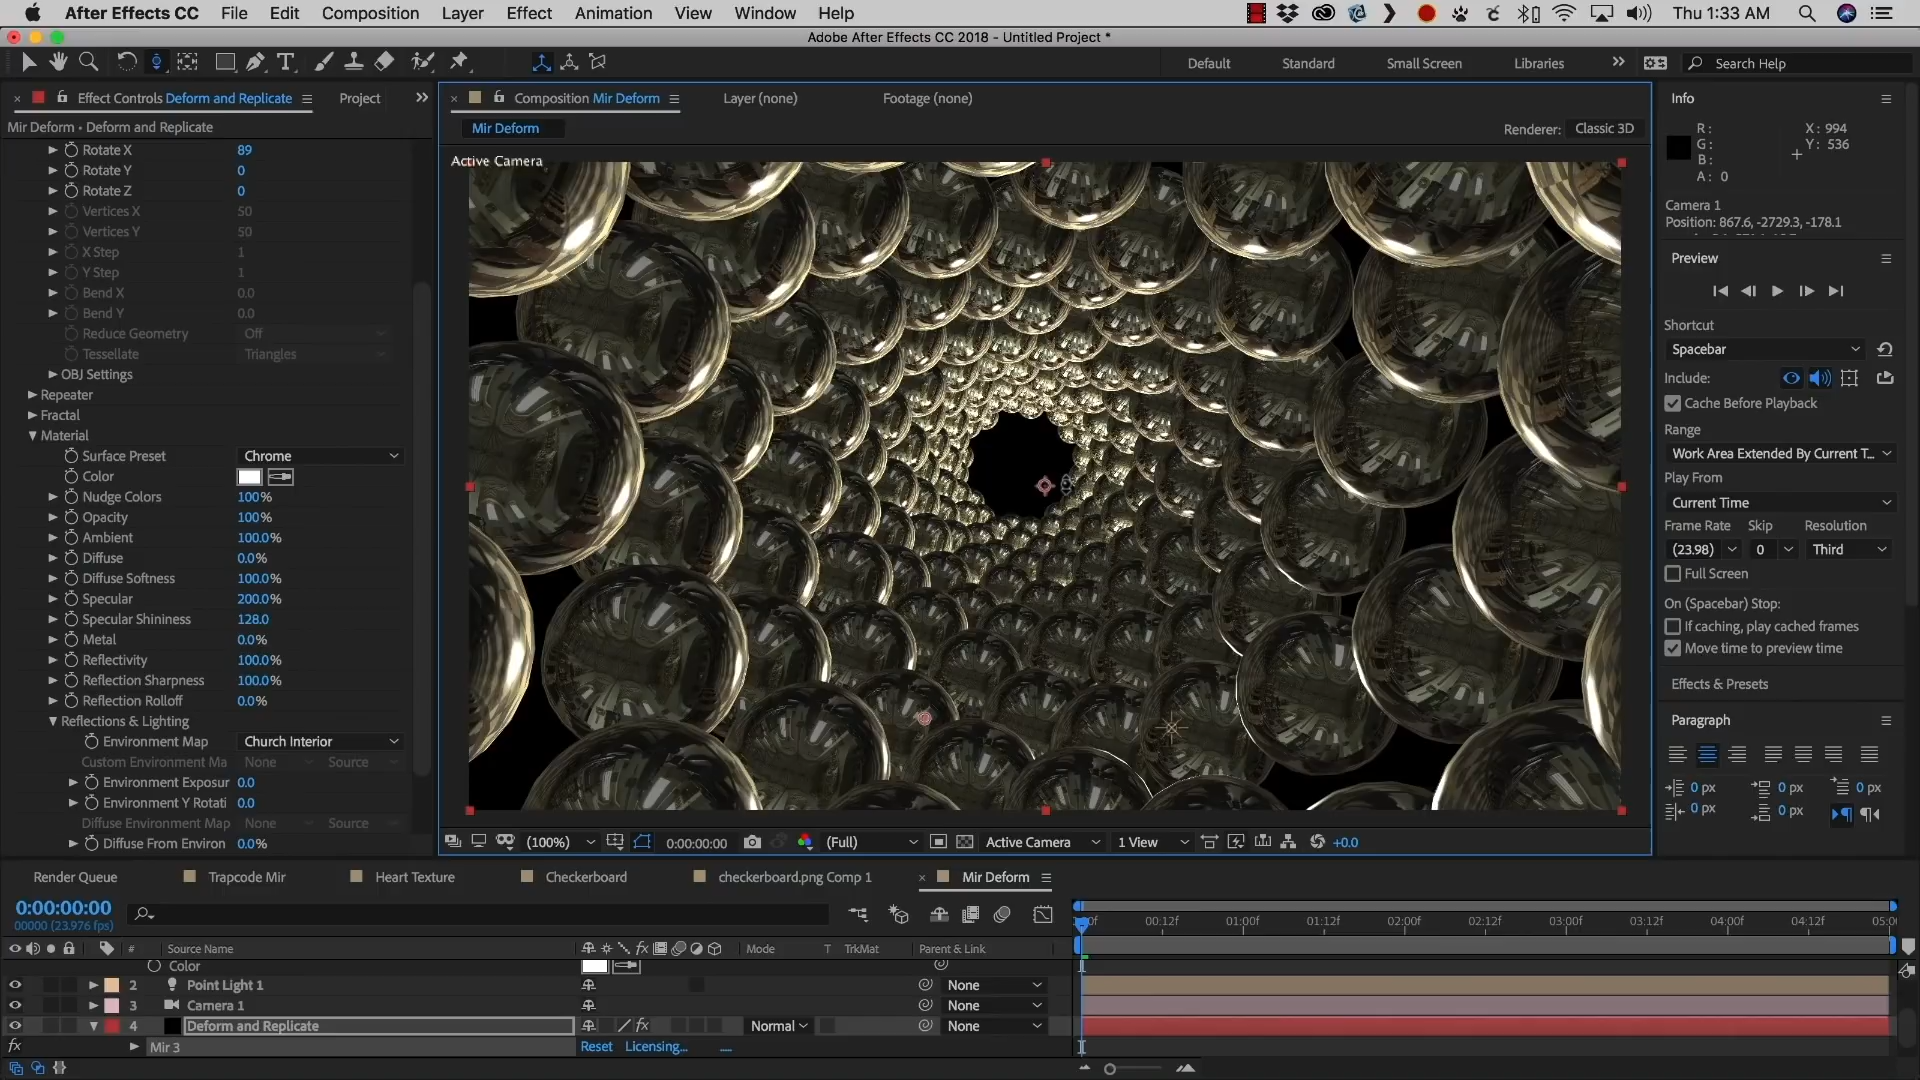 After Effects CC File Edit Composition Layer Effect Animation View Window Help Thu 1:33 AM
Adobe After Effects CC 2018 - Untitled Project *
Default Standard Small Screen Libraries Search Help
Effect Controls Deform and Replicate Project
Mir Deform • Deform and Replicate
Rotate X 89
Rotate Y 0
Rotate Z 0
Vertices X 50
Vertices Y 50
X Step 1
Y Step 1
Bend X 0.0
Bend Y 0.0
Reduce Geometry Off
Tessellate Triangles
OBJ Settings
Repeater
Fractal
Material
Surface Preset Chrome
Color
Nudge Colors 100%
Opacity 100%
Ambient 100.0%
Diffuse 0.0%
Diffuse Softness 100.0%
Specular 200.0%
Specular Shininess 128.0
Metal 0.0%
Reflectivity 100.0%
Reflection Sharpness 100.0%
Reflection Rolloff 0.0%
Reflections & Lighting
Environment Map Church Interior
Custom Environment Ma None Source
Environment Exposur 0.0
Environment Y Rotati 0.0
Diffuse Environment Map None Source
Diffuse From Environ 0.0%
Composition Mir Deform Layer (none) Footage (none)
Mir Deform Renderer: Classic 3D
Active Camera
(100%) 0:00:00:00 (Full) Active Camera 1 View +0.0
Info
R: X: 994
G: Y: 536
B:
A: 0
Camera 1
Position: 867.6, -2729.3, -178.1
Preview
Shortcut
Spacebar
Include:
Cache Before Playback
Range
Work Area Extended By Current T...
Play From
Current Time
Frame Rate Skip Resolution
(23.98) 0 Third
Full Screen
On (Spacebar) Stop:
If caching, play cached frames
Move time to preview time
Effects & Presets
Paragraph
0 px 0 px 0 px
0 px 0 px
Render Queue Trapcode Mir Heart Texture Checkerboard checkerboard.png Comp 1 Mir Deform
0:00:00:00
00000 (23.976 fps)
00:12f 01:00f 01:12f 02:00f 02:12f 03:00f 03:12f 04:00f 04:12f
# Source Name Mode T TrkMat Parent & Link
Color
2 Point Light 1 None
3 Camera 1 None
4 Deform and Replicate Normal None
fx Mir 3 Reset Licensing...